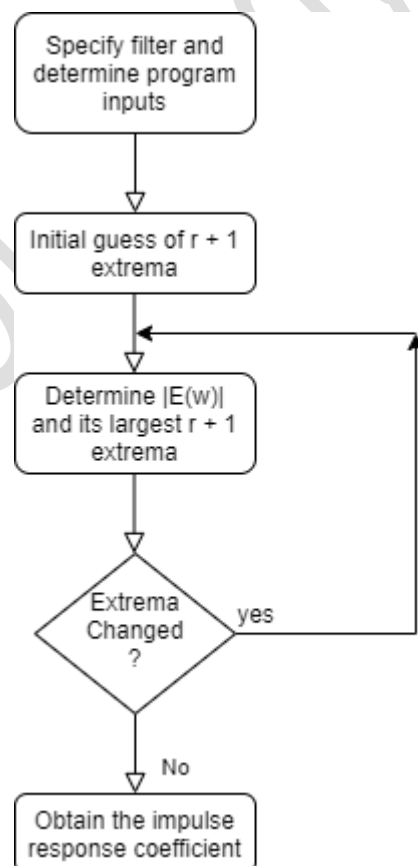 Specify filter and
determine program
inputs
Initial guess of r + 1
extrema
Determine |E(w)|
and its largest r + 1
extrema
Extrema
Changed
?
yes
No
Obtain the impulse
response coefficient